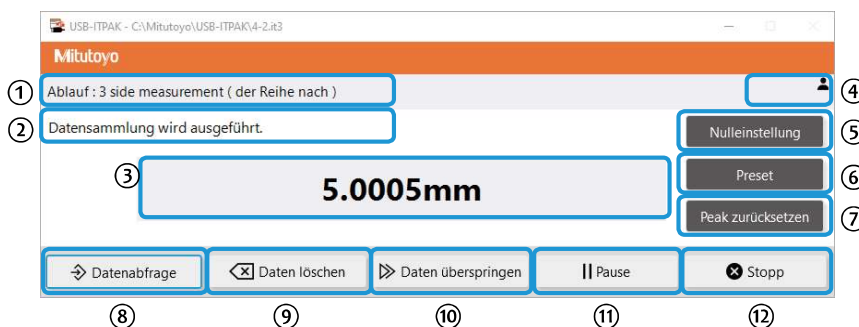 USB-ITPAK - C:\Mitutoyo\USB-ITPAK\4-2.it3
Mitutoyo
① Ablauf : 3 side measurement ( der Reihe nach ) ④
② Datensammlung wird ausgeführt. Nulleinstellung ⑤
③ 5.0005mm Preset ⑥
Peak zurücksetzen ⑦
Datenabfrage Daten löschen Daten überspringen Pause Stopp
⑧ ⑨ ⑩ ⑪ ⑫